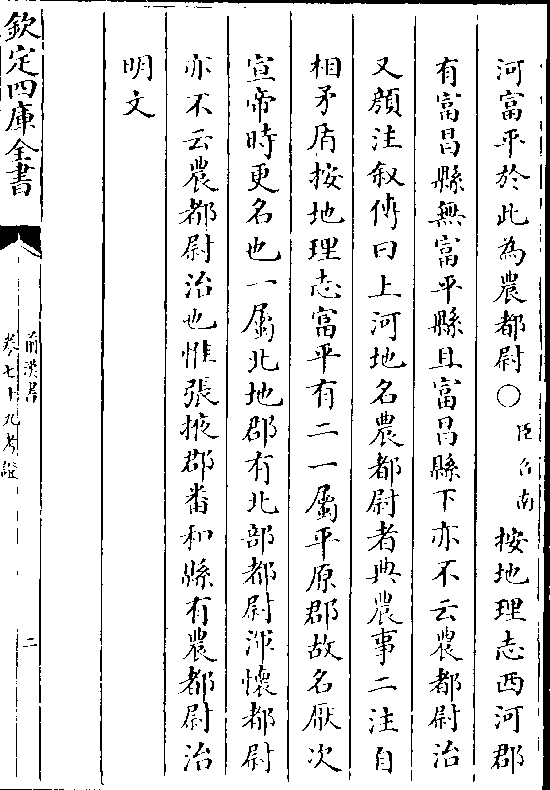 河富平於此為農都尉○臣召南按地理志西河郡
有富昌縣無富平縣且富昌縣下亦不云農都尉治
又顔注叙傳曰上河地名農都尉者典農事二注自
相矛盾按地理志富平有二一屬平原郡故名厭次
宣帝時更名也一屬北地郡有北部都尉渾懷都尉
亦不云農都尉治也惟張掖郡番和縣有農都尉治
明文
欽定四庫全書
前漢書
卷七十九考證
二